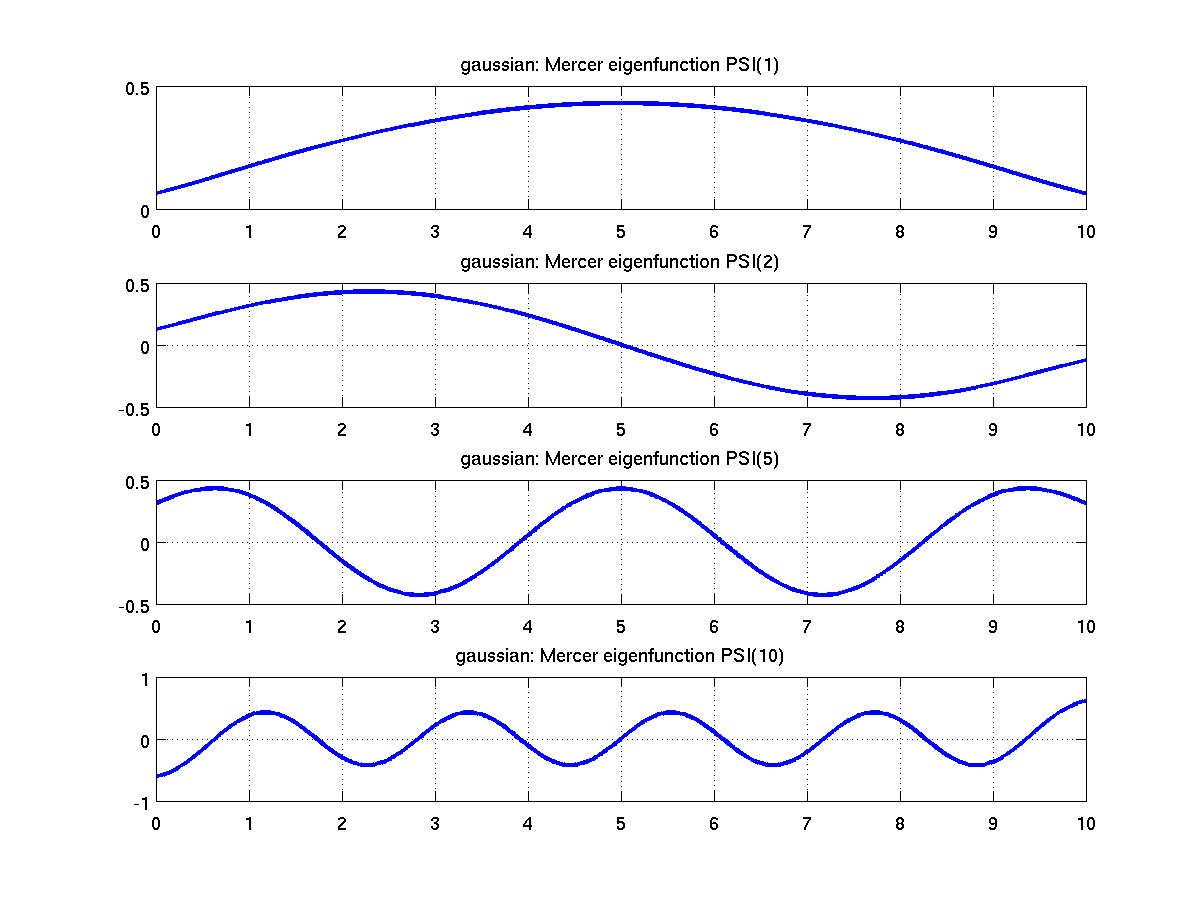 gaussian: Mercer eigenfunction PSI(1)
0.5
0
0 1 2 3 4 5 6 7 8 9 10
gaussian: Mercer eigenfunction PSI(2)
0.5
0
-0.5
0 1 2 3 4 5 6 7 8 9 10
gaussian: Mercer eigenfunction PSI(5)
0.5
0
-0.5
0 1 2 3 4 5 6 7 8 9 10
gaussian: Mercer eigenfunction PSI(10)
1
0
-1
0 1 2 3 4 5 6 7 8 9 10